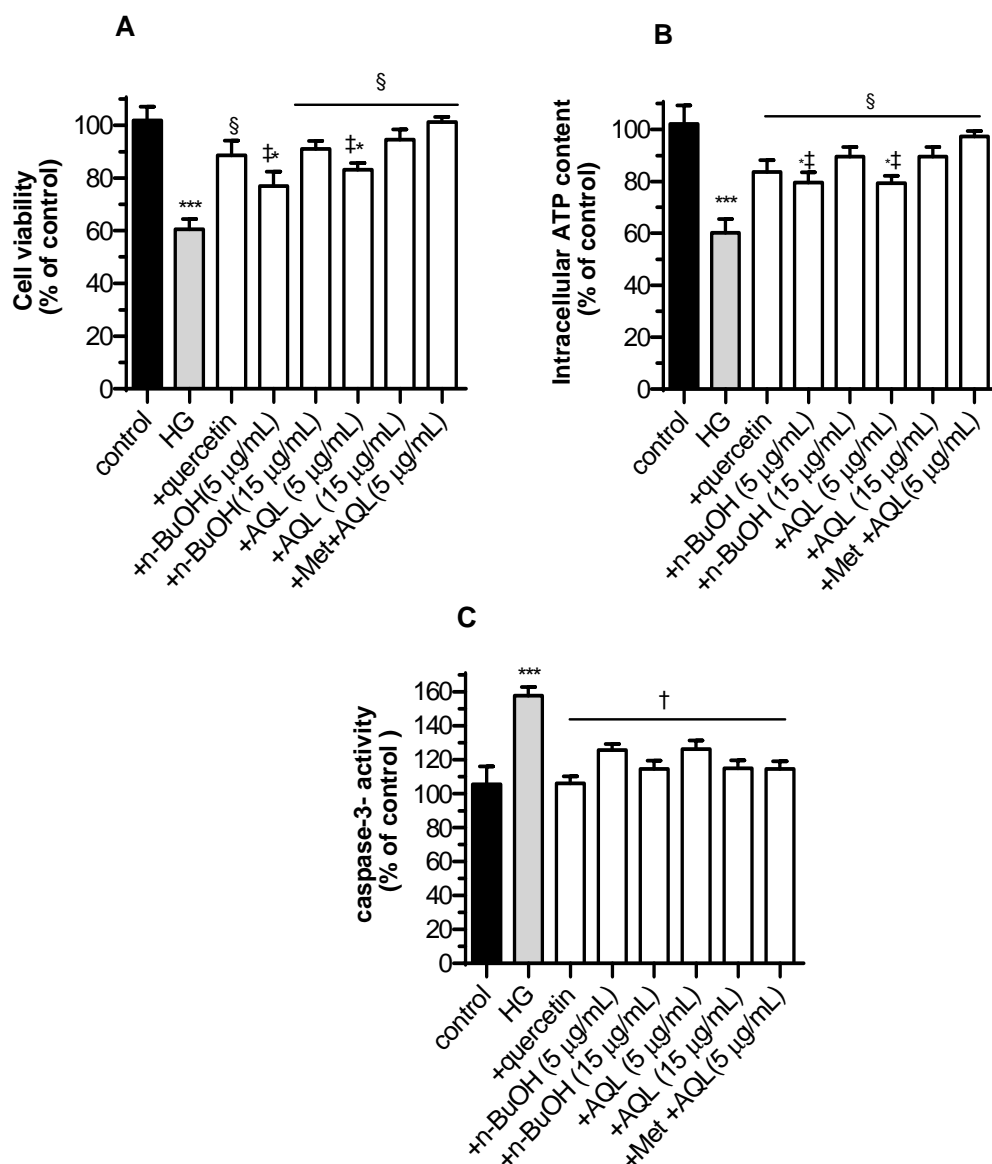 A
§
§
‡*
‡*
***
Cell viability
(% of control)
100
80
60
40
20
0
control
HG
+quercetin
+n-BuOH(5 µg/mL)
+n-BuOH(15 µg/mL)
+AQL (5 µg/mL)
+AQL (15 µg/mL)
+Met+AQL(5 µg/mL)
B
§
*‡
*‡
***
Intracellular ATP content
(% of control)
100
80
60
40
20
0
control
HG
+quercetin
+n-BuOH (5 µg/mL)
+n-BuOH (15 µg/mL)
+AQL (5 µg/mL)
+AQL (15 µg/mL)
+Met +AQL(5 µg/mL)
C
***
†
caspase-3- activity
(% of control )
160
140
120
100
80
60
40
20
0
control
HG
+quercetin
+n-BuOH (5 µg/mL)
+n-BuOH (15 µg/mL)
+AQL (5 µg/mL)
+AQL (15 µg/mL)
+Met +AQL(5 µg/mL)